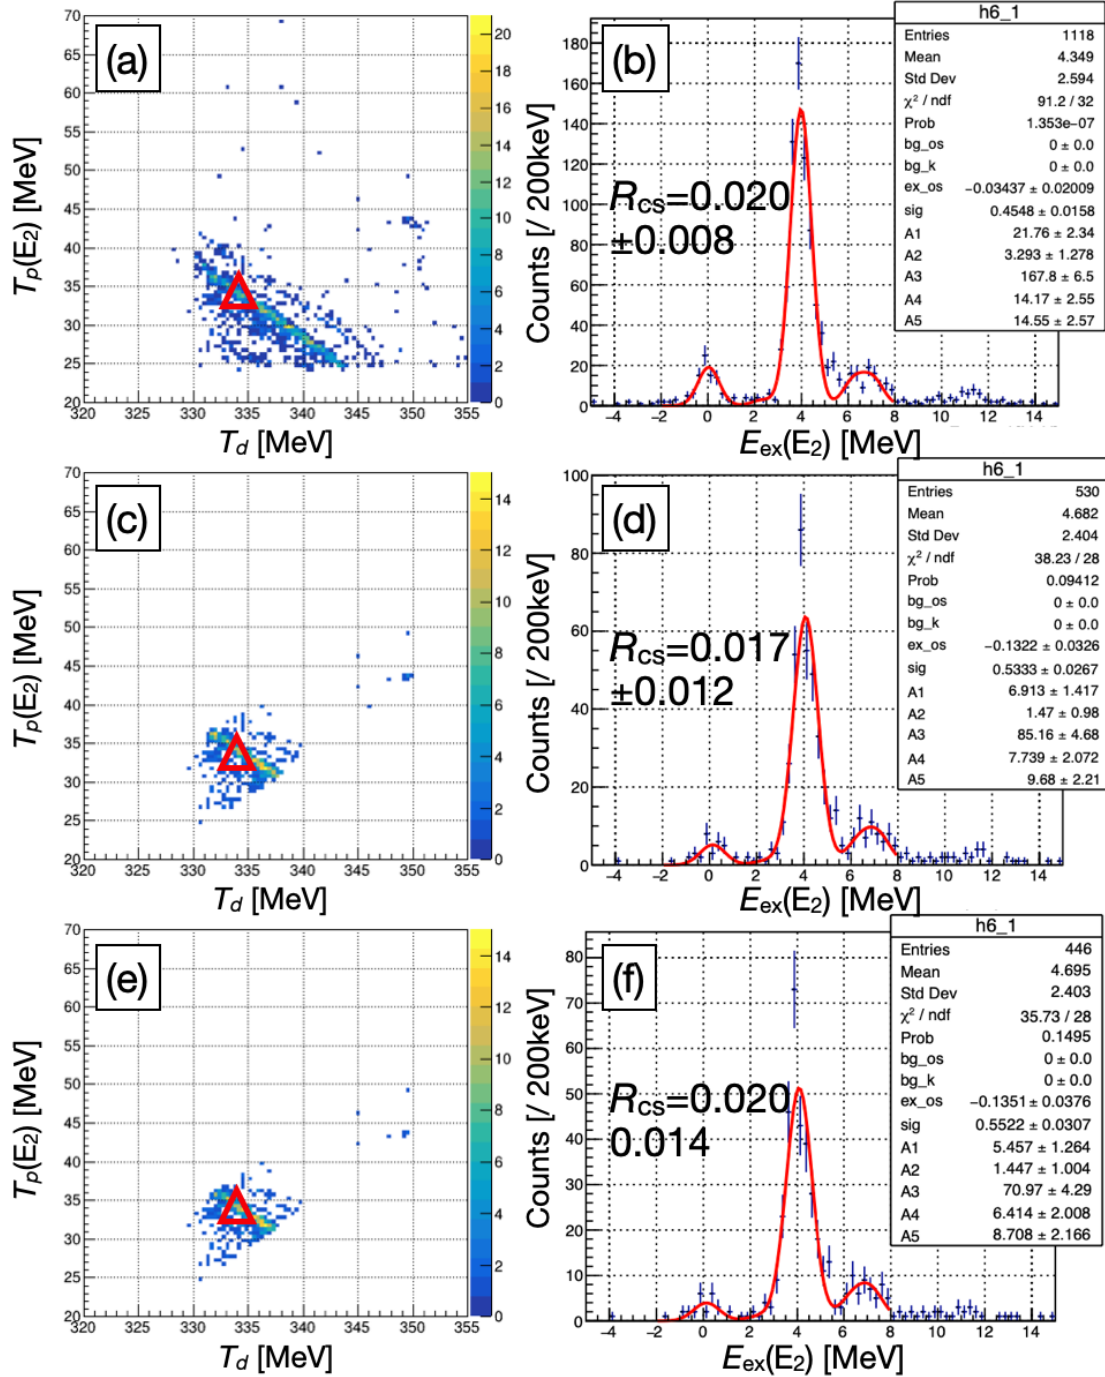 (a)
70
65
60
55
50
45
40
35
30
25
20
320 325 330 335 340 345 350 355
Tp(E2) [MeV]
Td [MeV]
20
18
16
14
12
10
8
6
4
2
0
(b)
180
160
140
120
100
80
60
40
20
0
−4 −2 0 2 4 6 8 10 12 14
Counts [/ 200keV]
Eex(E2) [MeV]
RCS=0.020
±0.008
h6_1
Entries 1118
Mean 4.349
Std Dev 2.594
χ² / ndf 91.2 / 32
Prob 1.353e−07
bg_os 0 ± 0.0
bg_k 0 ± 0.0
ex_os −0.03437 ± 0.02009
sig 0.4548 ± 0.0158
A1 21.76 ± 2.34
A2 3.293 ± 1.278
A3 167.8 ± 6.5
A4 14.17 ± 2.55
A5 14.55 ± 2.57
(c)
70
65
60
55
50
45
40
35
30
25
20
320 325 330 335 340 345 350 355
Tp(E2) [MeV]
Td [MeV]
14
12
10
8
6
4
2
0
(d)
100
80
60
40
20
0
−4 −2 0 2 4 6 8 10 12 14
Counts [/ 200keV]
Eex(E2) [MeV]
RCS=0.017
±0.012
h6_1
Entries 530
Mean 4.682
Std Dev 2.404
χ² / ndf 38.23 / 28
Prob 0.09412
bg_os 0 ± 0.0
bg_k 0 ± 0.0
ex_os −0.1322 ± 0.0326
sig 0.5333 ± 0.0267
A1 6.913 ± 1.417
A2 1.47 ± 0.98
A3 85.16 ± 4.68
A4 7.739 ± 2.072
A5 9.68 ± 2.21
(e)
70
65
60
55
50
45
40
35
30
25
20
320 325 330 335 340 345 350 355
Tp(E2) [MeV]
Td [MeV]
14
12
10
8
6
4
2
0
(f)
80
70
60
50
40
30
20
10
0
−4 −2 0 2 4 6 8 10 12 14
Counts [/ 200keV]
Eex(E2) [MeV]
RCS=0.020
0.014
h6_1
Entries 446
Mean 4.695
Std Dev 2.403
χ² / ndf 35.73 / 28
Prob 0.1495
bg_os 0 ± 0.0
bg_k 0 ± 0.0
ex_os −0.1351 ± 0.0376
sig 0.5522 ± 0.0307
A1 5.457 ± 1.264
A2 1.447 ± 1.004
A3 70.97 ± 4.29
A4 6.414 ± 2.008
A5 8.708 ± 2.166